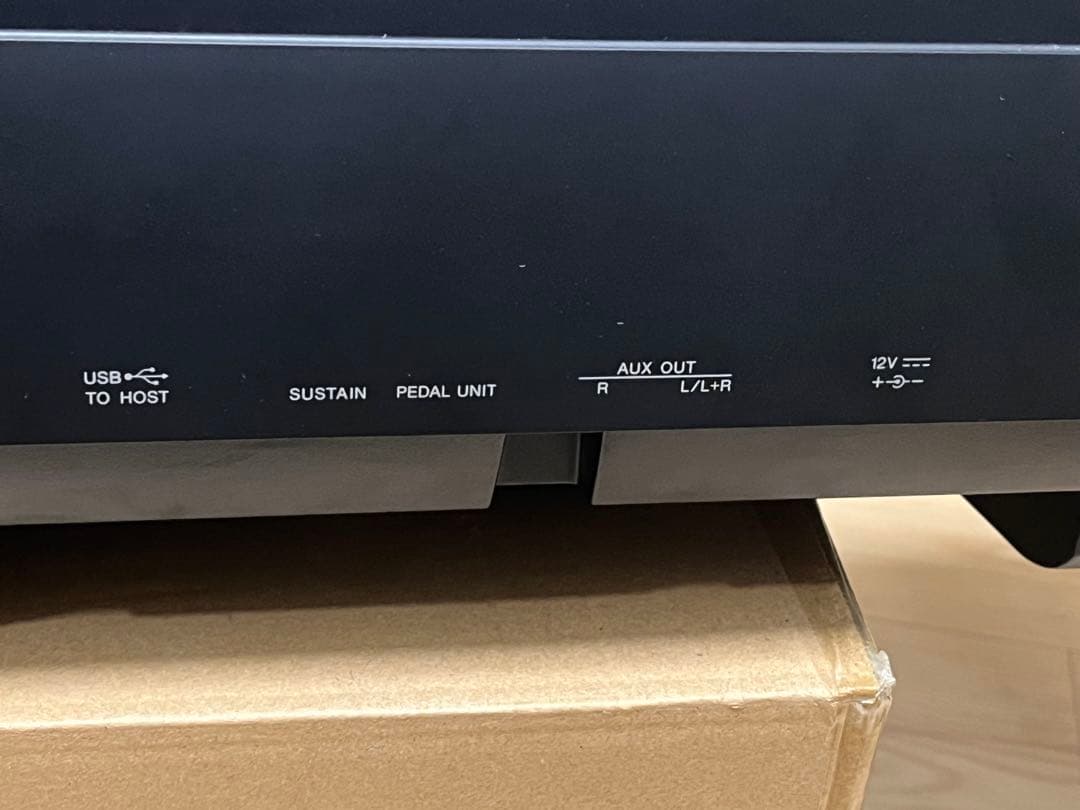 USB
TO HOST
SUSTAIN
PEDAL UNIT
AUX OUT
R L/L+R
12V